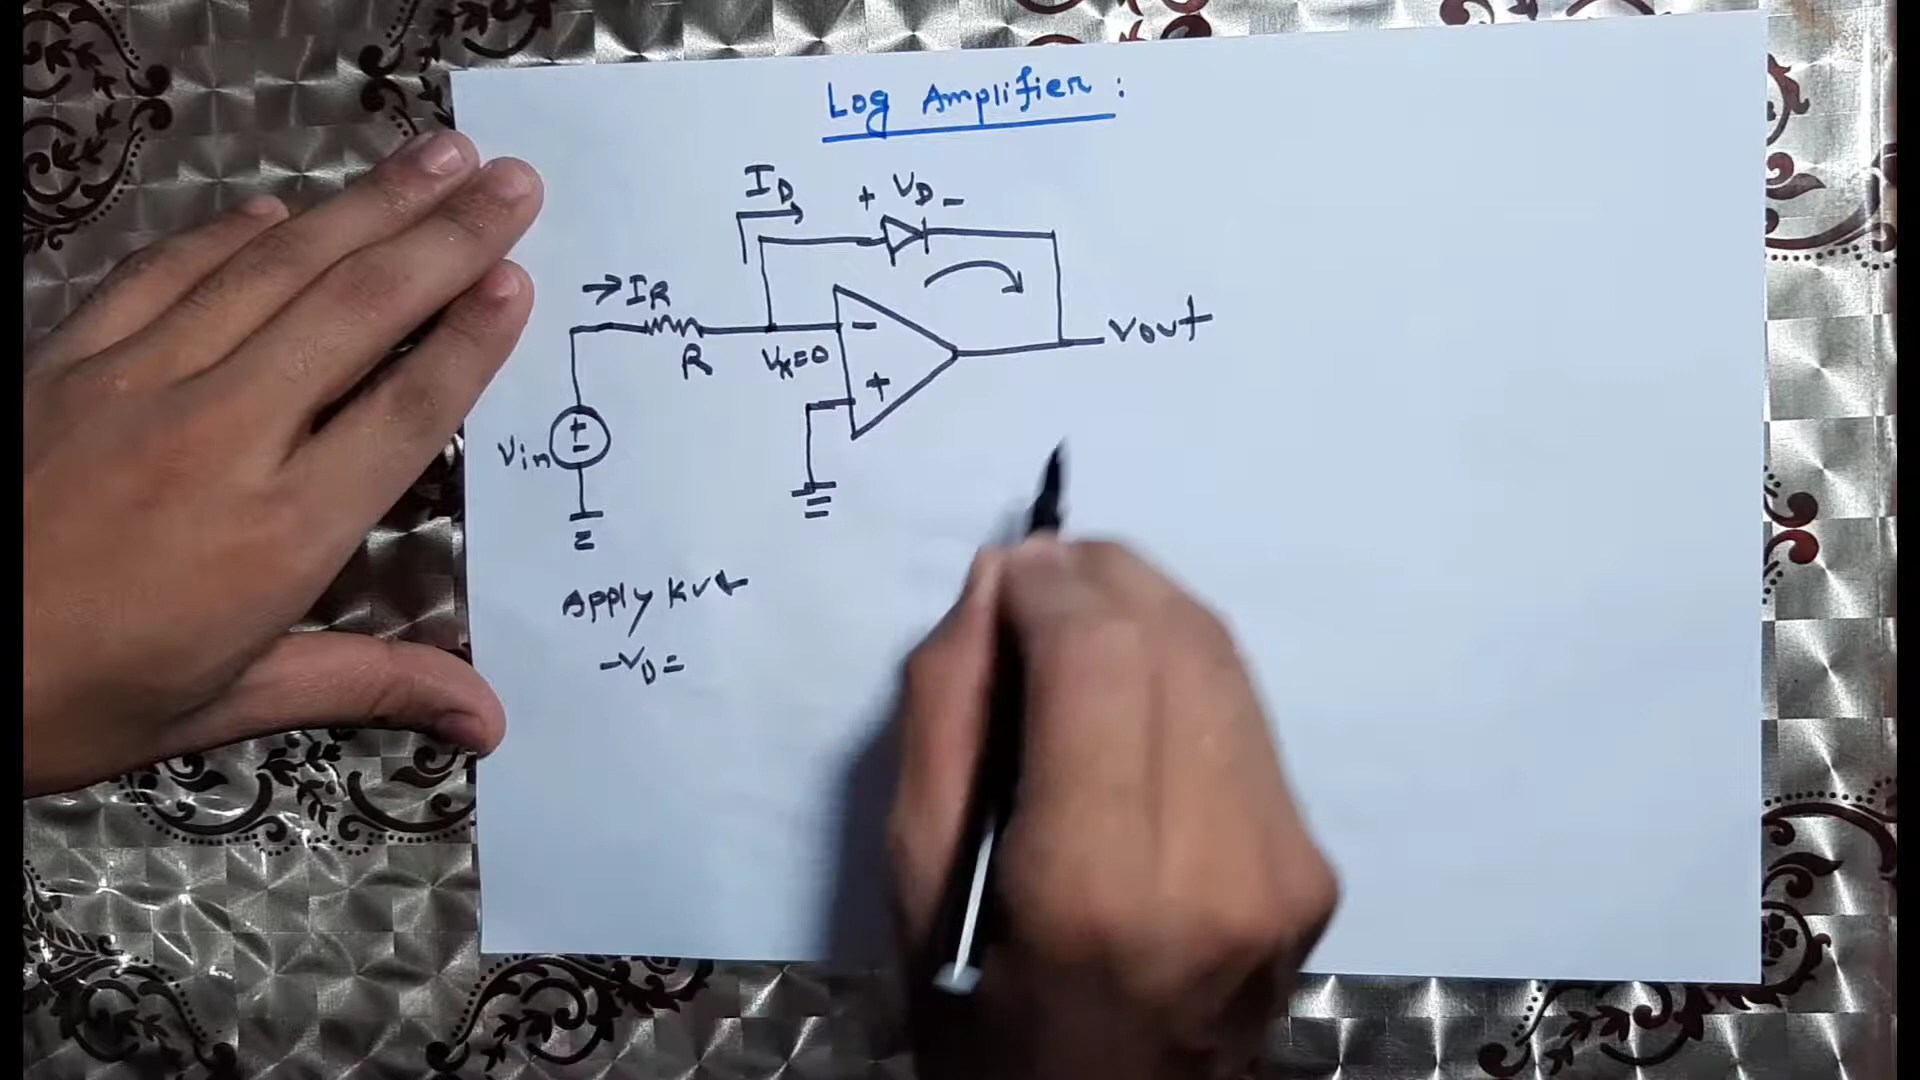 Log Amplifier :
ID
+ VD -
→ IR
R
Vx=0
-
+
Vout
+
-
Vin
Apply KVL
-VD =